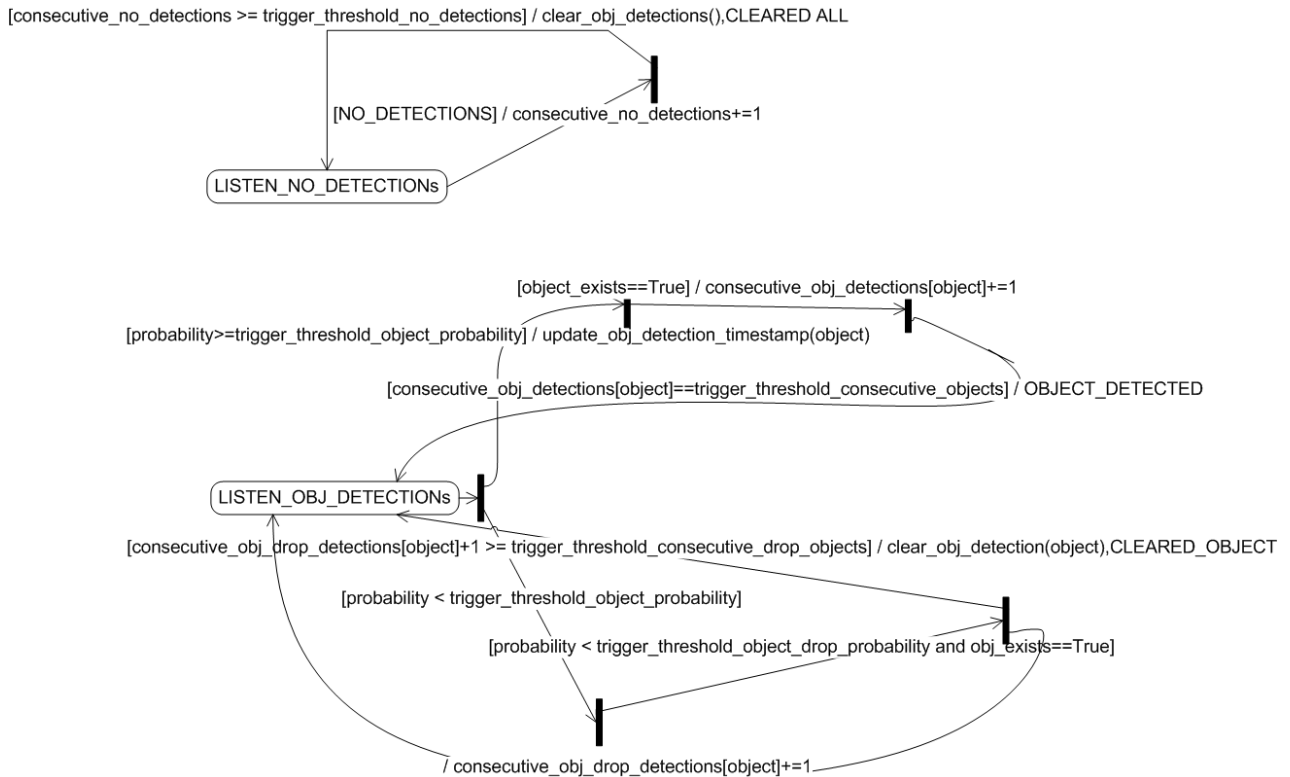 [consecutive_no_detections >= trigger_threshold_no_detections] / clear_obj_detections(),CLEARED ALL
[NO_DETECTIONS] / consecutive_no_detections+=1
LISTEN_NO_DETECTIONs
[object_exists==True] / consecutive_obj_detections[object]+=1
[probability>=trigger_threshold_object_probability] / update_obj_detection_timestamp(object)
[consecutive_obj_detections[object]==trigger_threshold_consecutive_objects] / OBJECT_DETECTED
LISTEN_OBJ_DETECTIONs
[consecutive_obj_drop_detections[object]+1 >= trigger_threshold_consecutive_drop_objects] / clear_obj_detection(object),CLEARED_OBJECT
[probability < trigger_threshold_object_probability]
[probability < trigger_threshold_object_drop_probability and obj_exists==True]
/ consecutive_obj_drop_detections[object]+=1